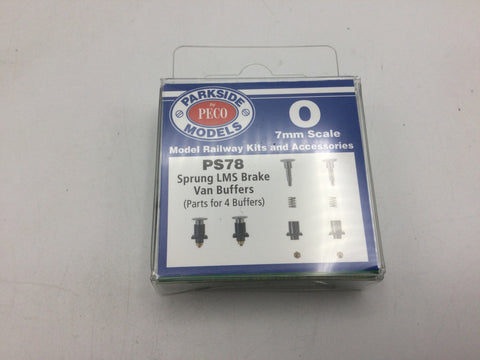 PARKSIDE
by
PECO
MODELS
O
7mm Scale
Model Railway Kits and Accessories
PS78
Sprung LMS Brake
Van Buffers
(Parts for 4 Buffers)